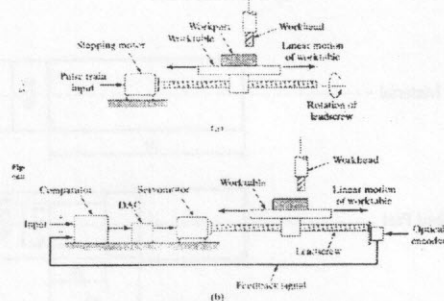 Workpart
Workhead
Worktable
Stepping motor
Linear motion
of worktable
Pulse train
input
Rotation of
leadscrew
(a)
Workhead
Comparator
Servomotor
Worktable
Linear motion
of worktable
DAC
Input
Optical
encoder
Leadscrew
Feedback signal
(b)